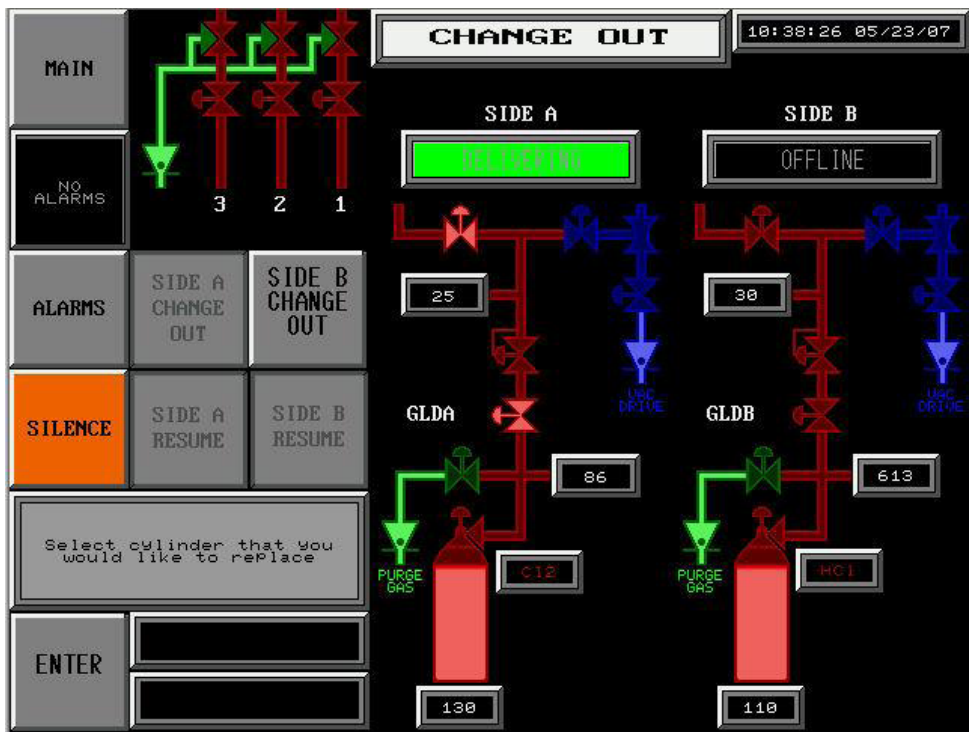 MAIN
CHANGE OUT
10:38:26 05/23/07
NO
ALARMS
3 2 1
SIDE A
DELIVERING
SIDE B
OFFLINE
ALARMS
SIDE A
CHANGE
OUT
SIDE B
CHANGE
OUT
25
30
SILENCE
SIDE A
RESUME
SIDE B
RESUME
GLDA
VAC
DRIVE
GLDB
VAC
DRIVE
86
613
Select cylinder that you
would like to replace
PURGE
GAS
Cl2
PURGE
GAS
HCl
ENTER
130
110